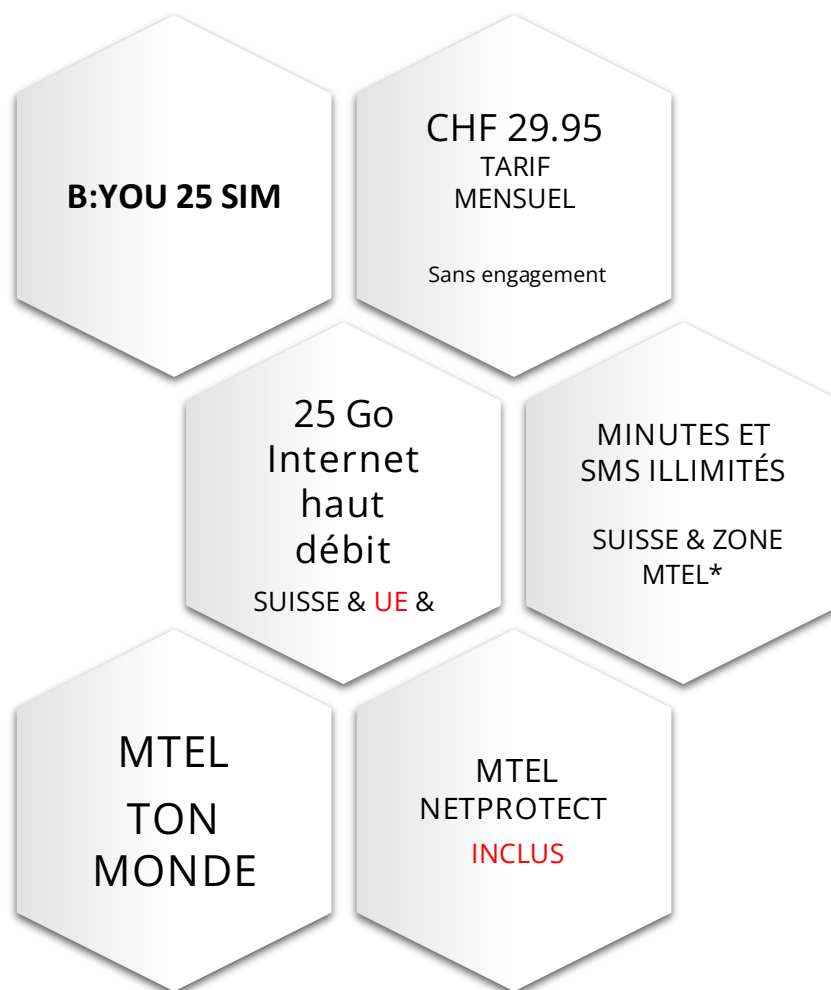 B:YOU 25 SIM
CHF 29.95
TARIF
MENSUEL
Sans engagement
25 Go
Internet
haut
débit
SUISSE & UE &
MINUTES ET
SMS ILLIMITÉS
SUISSE & ZONE
MTEL*
MTEL
TON
MONDE
MTEL
NETPROTECT
INCLUS